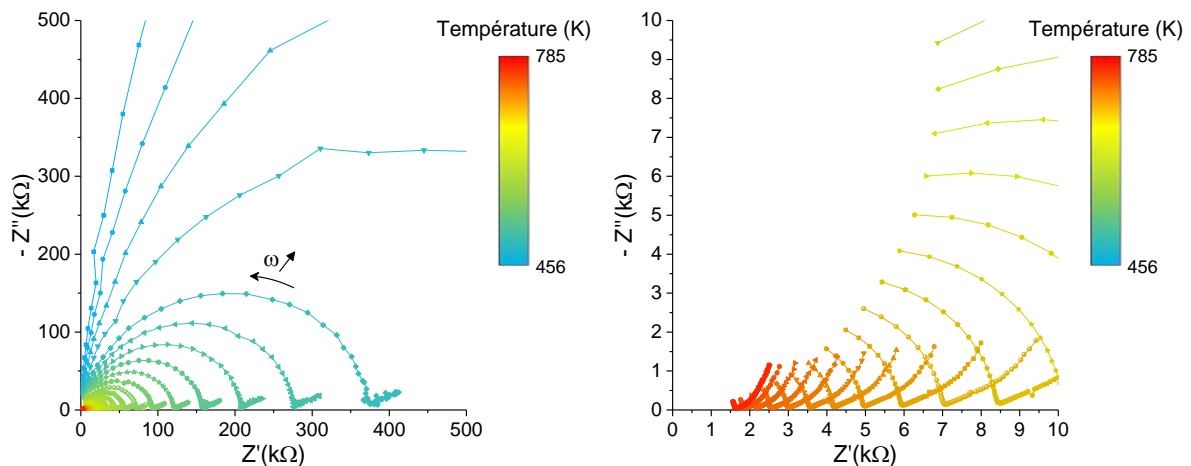 500
400
300
200
100
0
- Z''(kΩ)
0 100 200 300 400 500
Z'(kΩ)
ω
Température (K)
785
456
10
9
8
7
6
5
4
3
2
1
0
- Z''(kΩ)
0 1 2 3 4 5 6 7 8 9 10
Z'(kΩ)
Température (K)
785
456